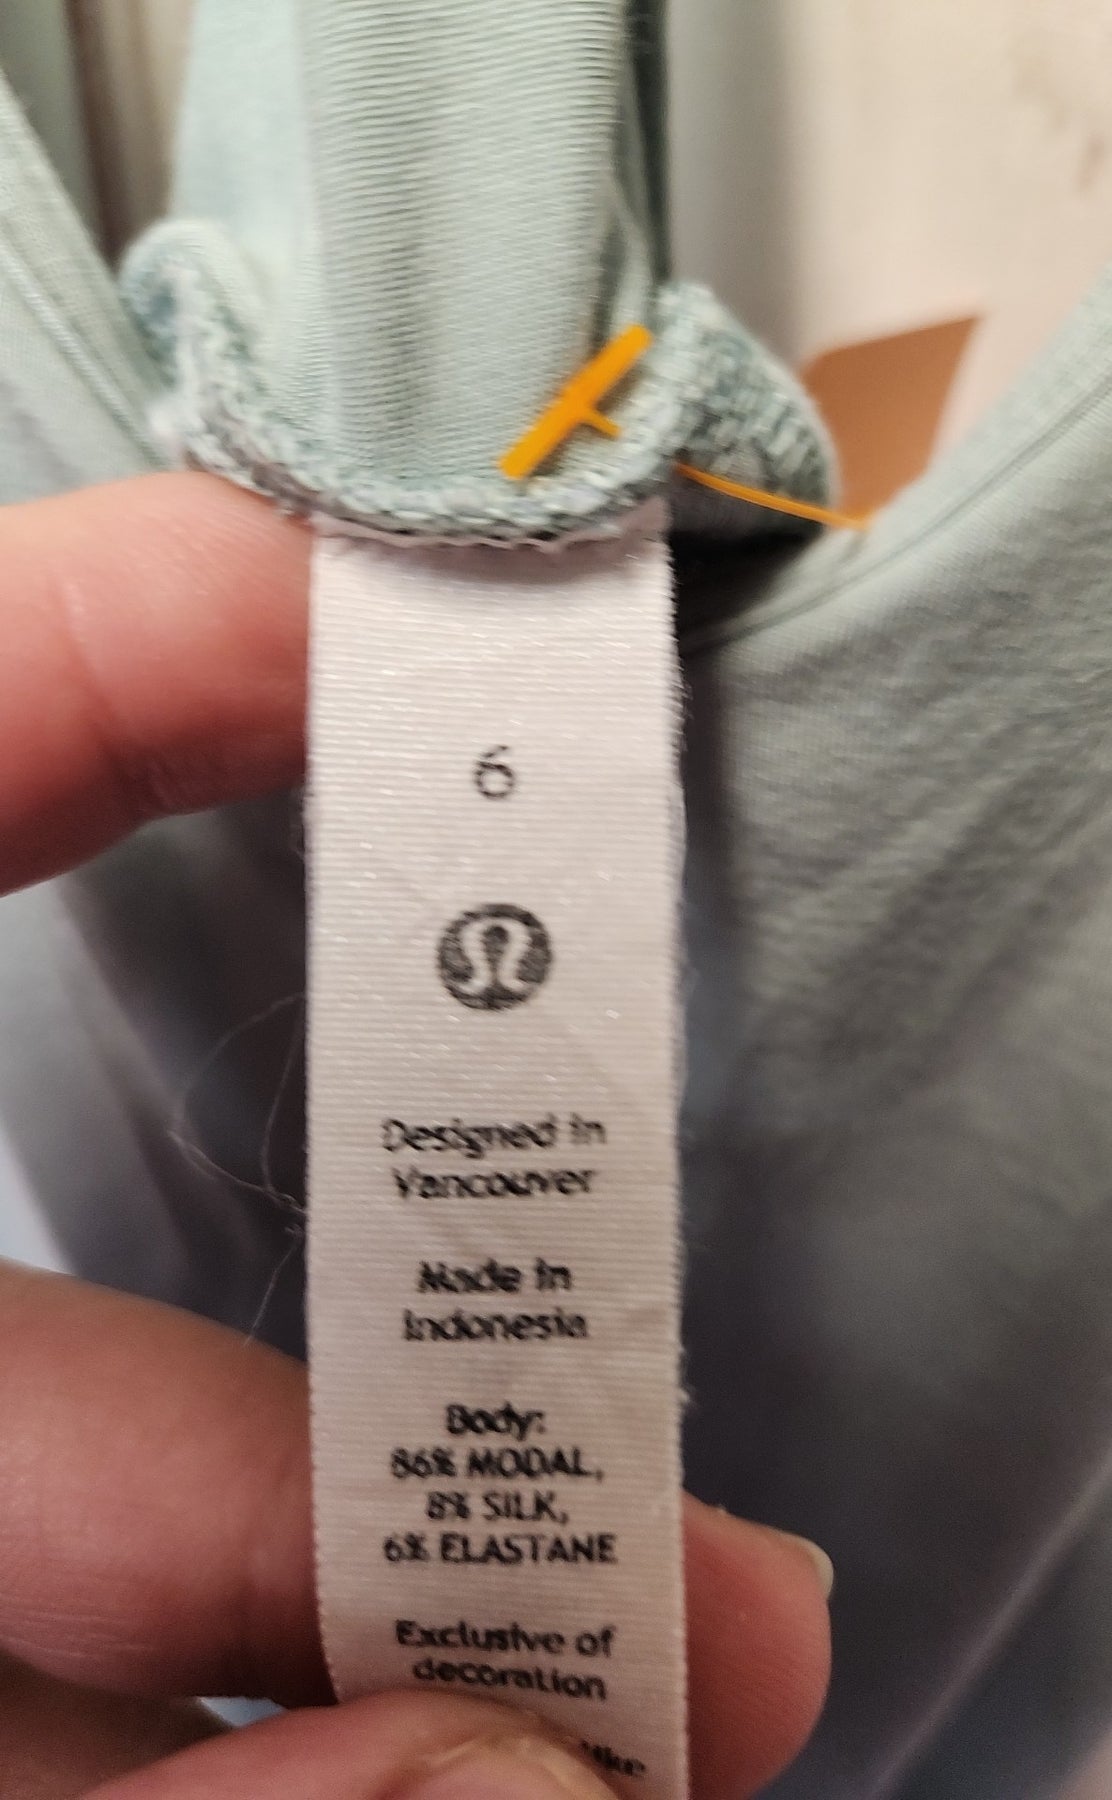 6
Designed in
Vancouver
Made in
Indonesia
Body:
86% MODAL,
8% SILK,
6% ELASTANE
Exclusive of
decoration